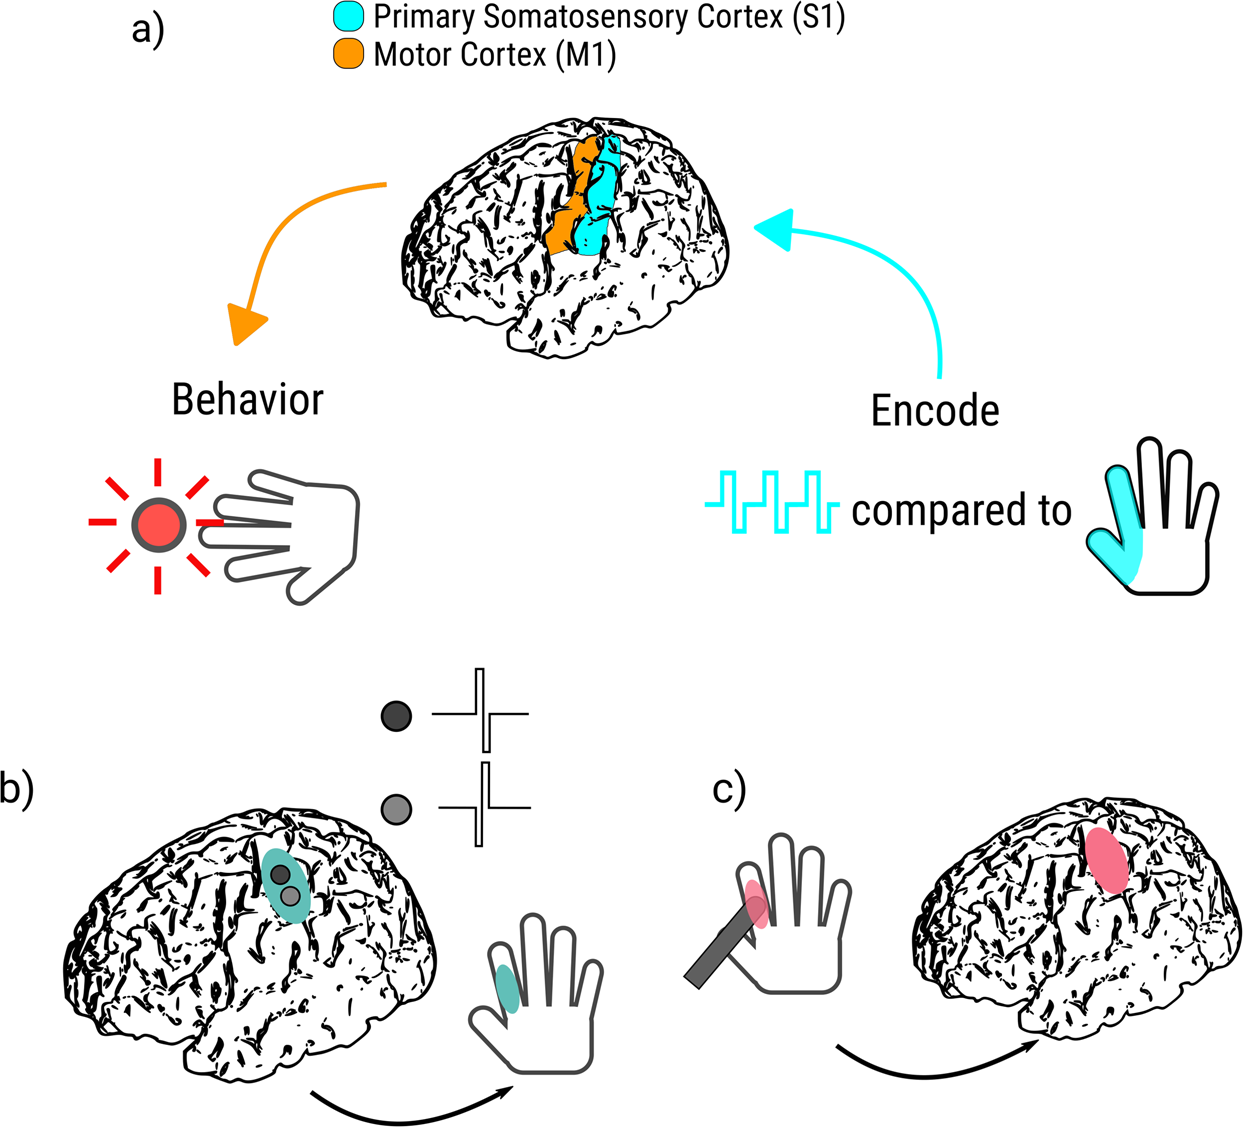 a)
Primary Somatosensory Cortex (S1)
Motor Cortex (M1)
Behavior
Encode
compared to
b)
c)